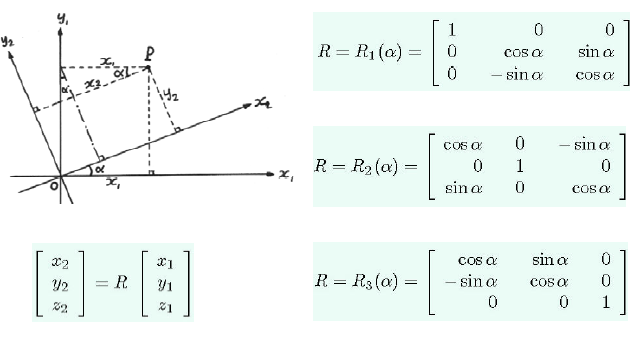 y₁
y₂
x₁
P
α
α
x₂
y₂
x₂
α
O
x₁
x₁
[ x₂ y₂ z₂ ] = R [ x₁ y₁ z₁ ]
R = R₁(α) = [ 1 0 0
0 cos α sin α
0 − sin α cos α ]
R = R₂(α) = [ cos α 0 − sin α
0 1 0
sin α 0 cos α ]
R = R₃(α) = [ cos α sin α 0
− sin α cos α 0
0 0 1 ]